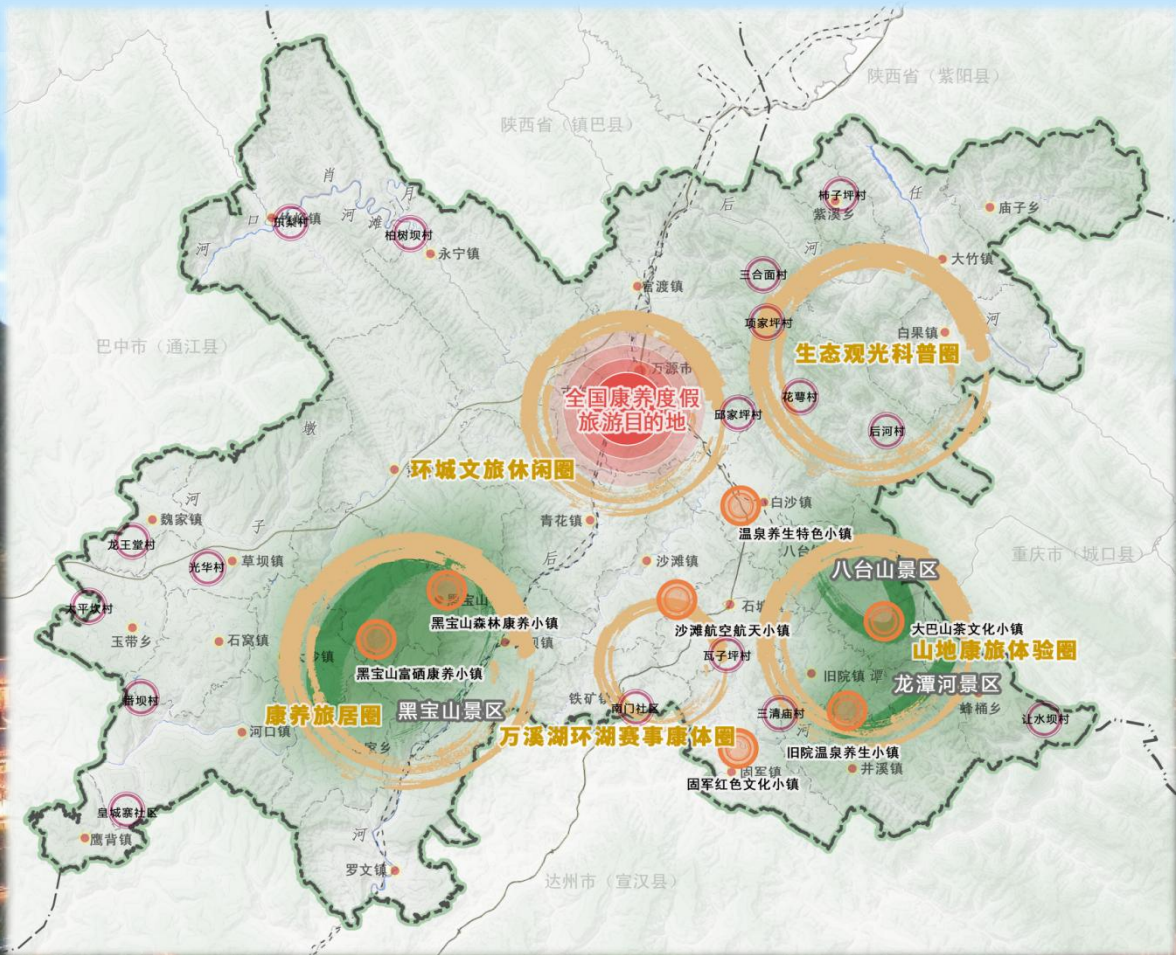 陕西省（紫阳县）
陕西省（镇巴县）
肖
月
口
河
滩
河
东梨村
柏树坝村
永宁镇
后
河
任
河
柿子坪村
紫溪乡
庙子乡
大竹镇
三合面村
官渡镇
项家坪村
白果镇
生态观光科普圈
巴中市（通江县）
万源市
全国康养度假
旅游目的地
花萼村
邱家坪村
后河村
墩
环城文旅休闲圈
河
子
魏家镇
青花镇
白沙镇
温泉养生特色小镇
龙王堂村
光华村
草坝镇
后
沙滩镇
八台山景区
重庆市（城口县）
太平坎村
黑宝山森林康养小镇
沙滩航空航天小镇
大巴山茶文化小镇
玉带乡
石窝镇
瓦子坪村
山地康旅体验圈
黑宝山富硒康养小镇
旧院镇
潭
龙潭河景区
康养旅居圈
黑宝山景区
南门社区
三清庙村
蜂桶乡
让水坝村
河口镇
万溪湖环湖赛事康体圈
河
旧院温泉养生小镇
固军镇
井溪镇
固军红色文化小镇
皇城寨社区
鹰背镇
河
罗文镇
达州市（宣汉县）